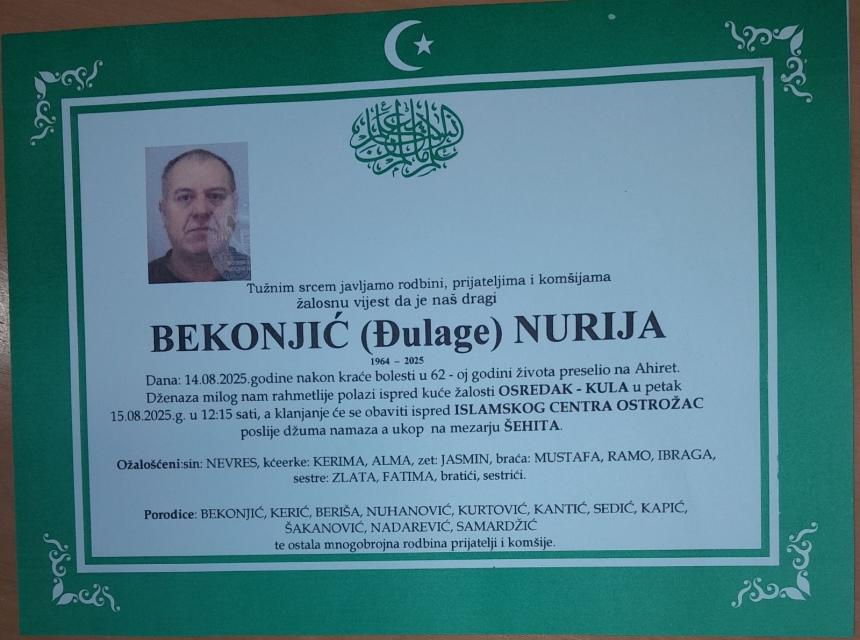 Tužnim srcem javljamo rodbini, prijateljima i komšijama
žalosnu vijest da je naš dragi
BEKONJIĆ (Đulage) NURIJA
1964 – 2025
Dana: 14.08.2025.godine nakon kraće bolesti u 62 - oj godini života preselio na Ahiret.
Dženaza milog nam rahmetlije polazi ispred kuće žalosti OSREDAK - KULA u petak
15.08.2025.g. u 12:15 sati, a klanjanje će se obaviti ispred ISLAMSKOG CENTRA OSTROŽAC
poslije džuma namaza a ukop na mezarju ŠEHITA.
Ožalošćeni:sin: NEVRES, kćeerke: KERIMA, ALMA, zet: JASMIN, braća: MUSTAFA, RAMO, IBRAGA,
sestre: ZLATA, FATIMA, bratići, sestrići.
Porodice: BEKONJIĆ, KERIĆ, BERIŠA, NUHANOVIĆ, KURTOVIĆ, KANTIĆ, SEDIĆ, KAPIĆ,
ŠAKANOVIĆ, NADAREVIĆ, SAMARDŽIĆ
te ostala mnogobrojna rodbina prijatelji i komšije.